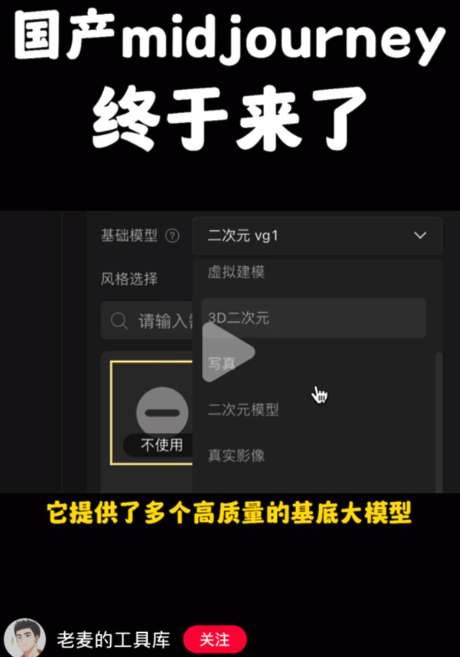 国产midjourney
终于来了
基础模型 ?
二次元 vg1
虚拟建模
风格选择
3D二次元
请输入
写真
二次元模型
不使用
真实影像
它提供了多个高质量的基底大模型
老麦的工具库
关注